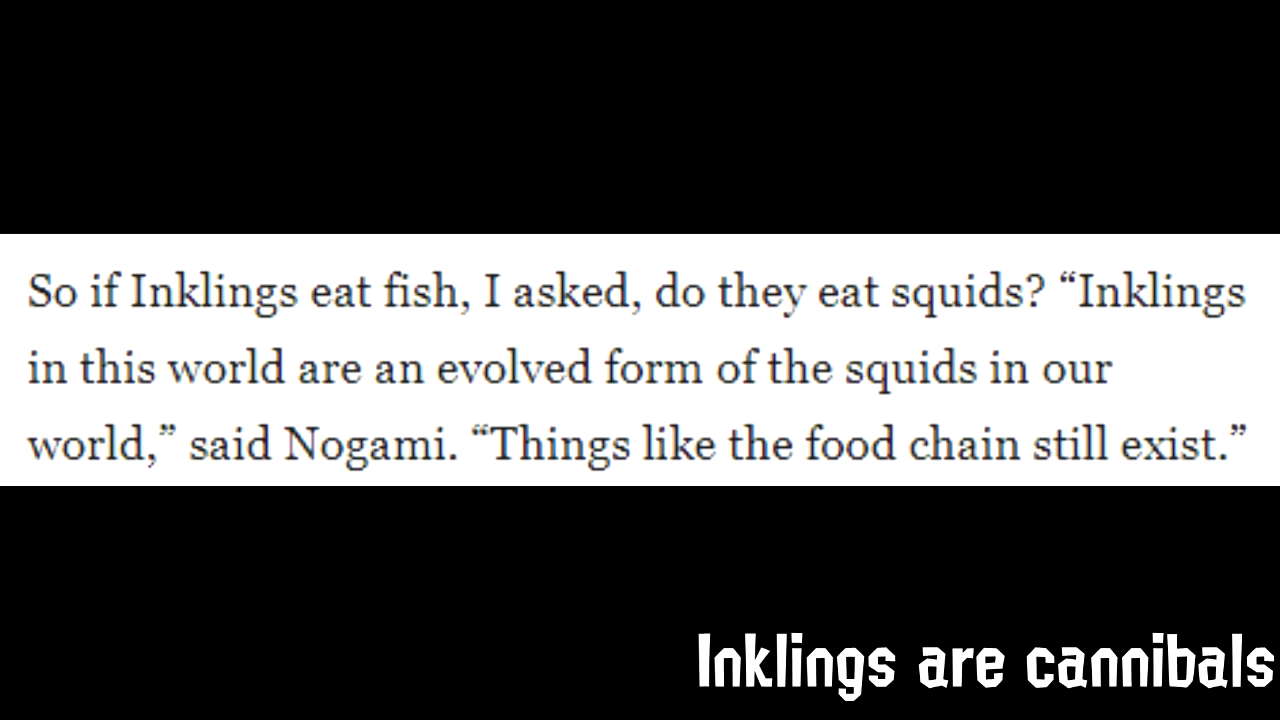 So if Inklings eat fish, I asked, do they eat squids? “Inklings
in this world are an evolved form of the squids in our
world,” said Nogami. “Things like the food chain still exist.”
Inklings are cannibals